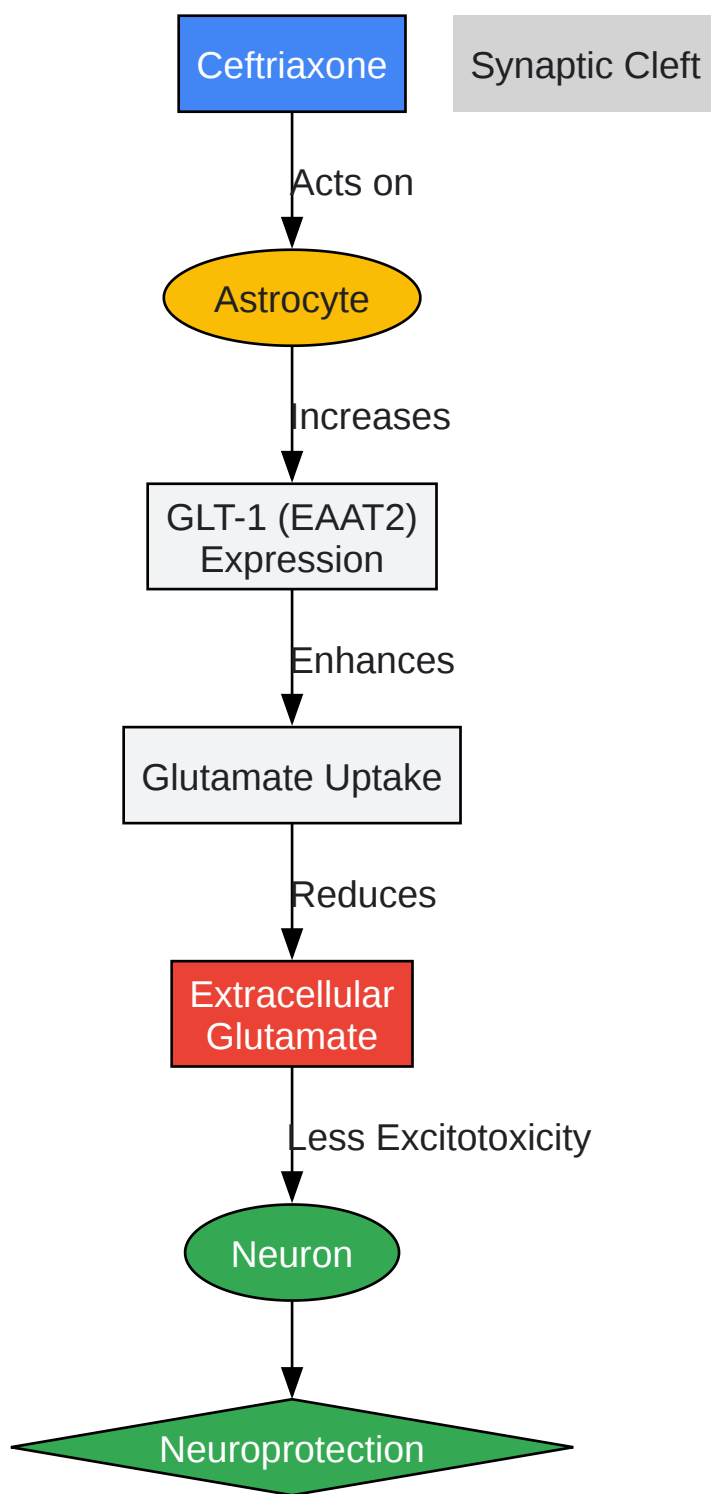 Ceftriaxone
Synaptic Cleft
Acts on
Astrocyte
Increases
GLT-1 (EAAT2)
Expression
Enhances
Glutamate Uptake
Reduces
Extracellular
Glutamate
Less Excitotoxicity
Neuron
Neuroprotection